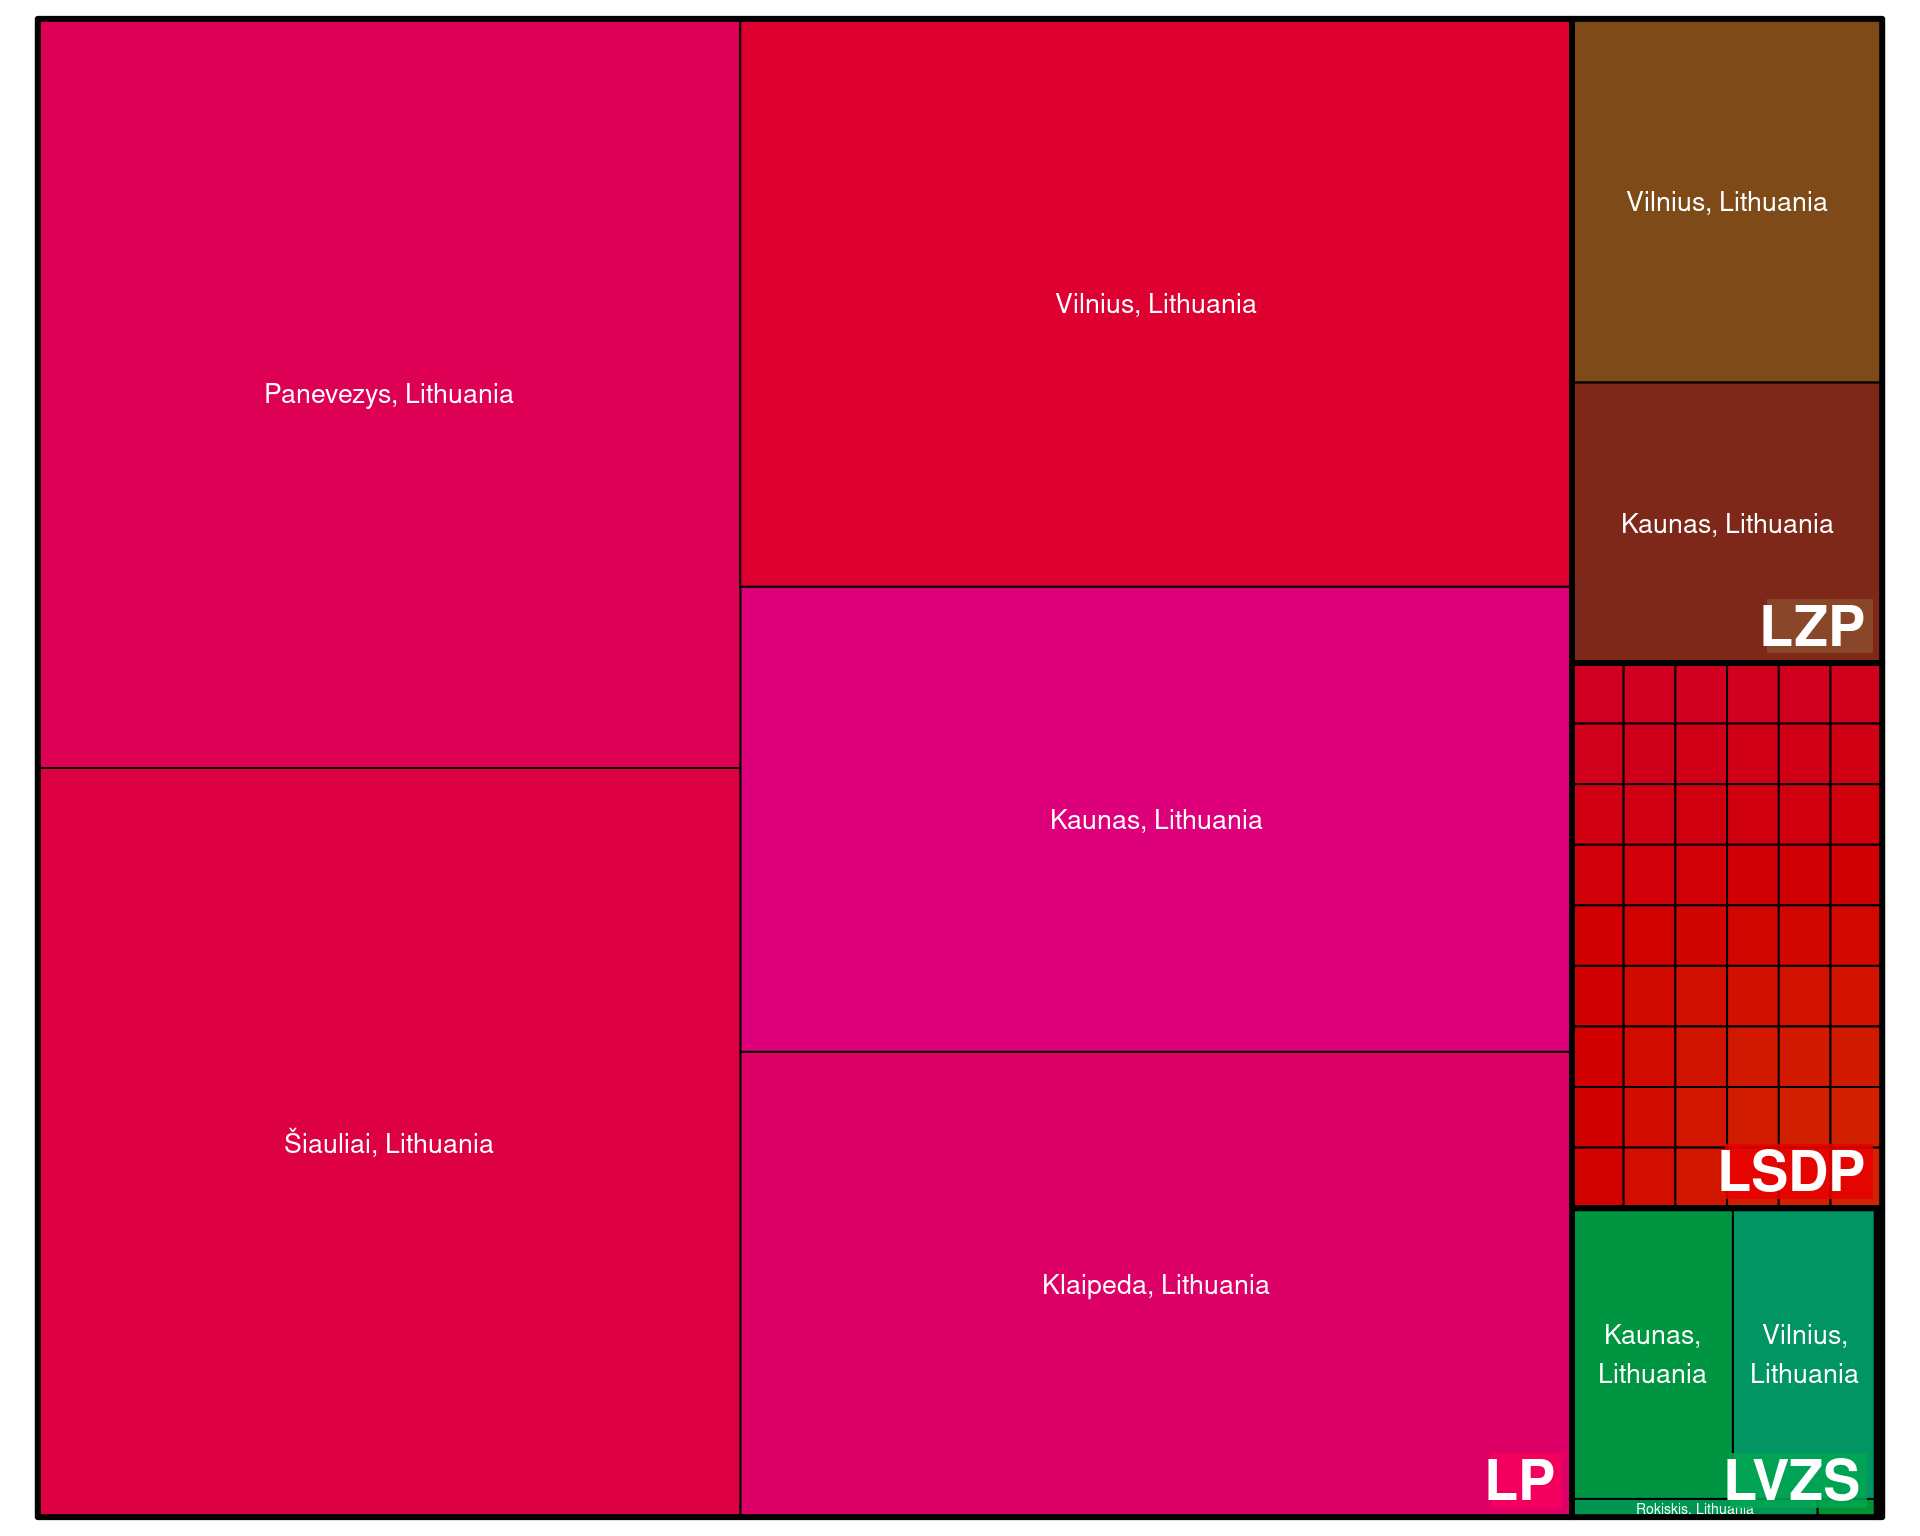 Panevezys, Lithuania
Šiauliai, Lithuania
Vilnius, Lithuania
Kaunas, Lithuania
Klaipeda, Lithuania
LP
Vilnius, Lithuania
Kaunas, Lithuania
LZP
LSDP
Kaunas,
Lithuania
Vilnius,
Lithuania
LVZS
Rokiskis, Lithuania